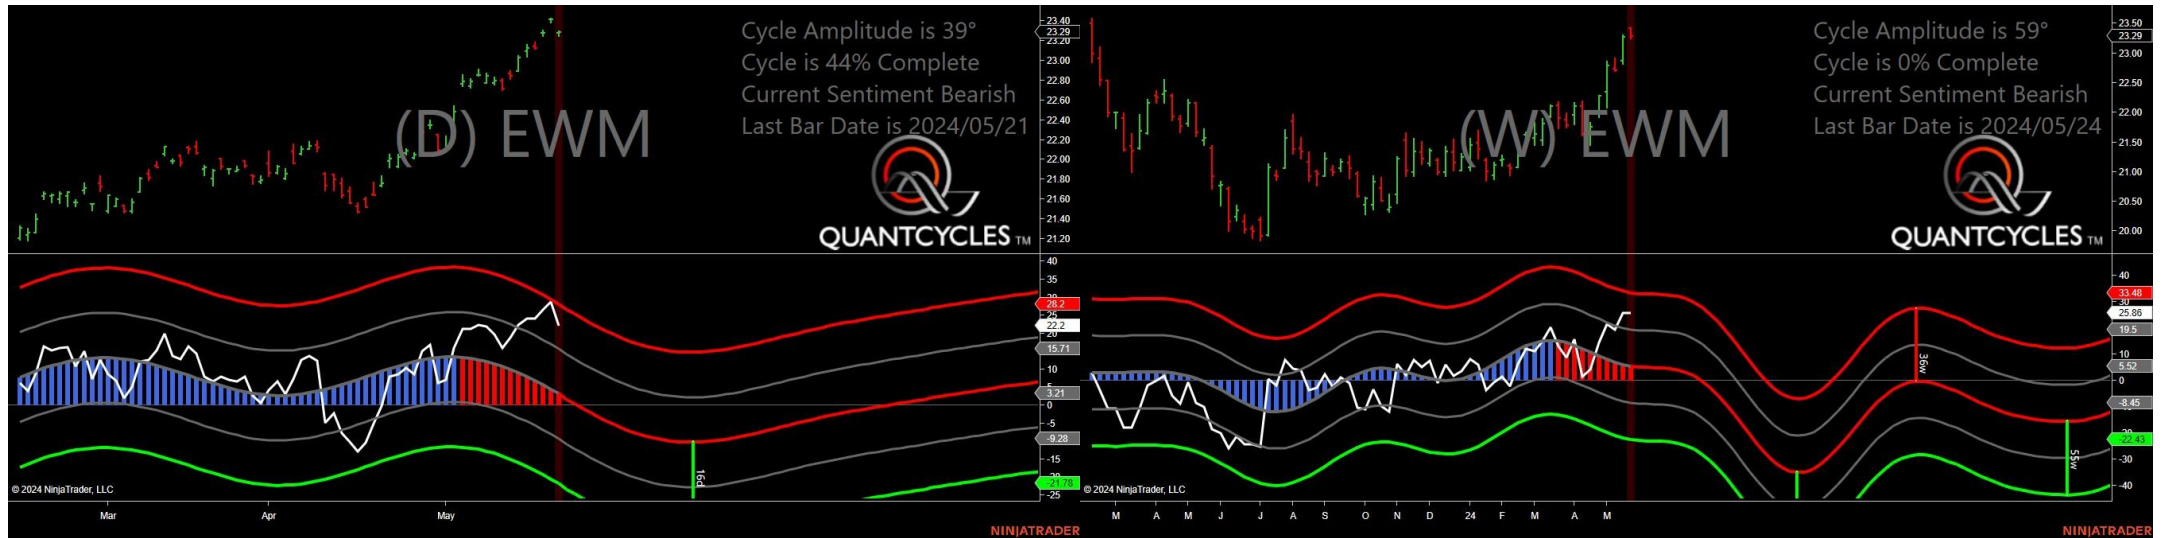 Cycle Amplitude is 39°
Cycle is 44% Complete
Current Sentiment Bearish
Last Bar Date is 2024/05/21
(D) EWM
QUANTCYCLES TM
23.40
23.29
23.20
23.00
22.80
22.60
22.40
22.20
22.00
21.80
21.60
21.40
21.20
40
35
28.2
25
22.2
15.71
10
5
3.21
0
-5
-9.28
-15
-21.78
-25
16d
© 2024 NinjaTrader, LLC
Mar
Apr
May
NINJATRADER
Cycle Amplitude is 59°
Cycle is 0% Complete
Current Sentiment Bearish
Last Bar Date is 2024/05/24
(W) EWM
QUANTCYCLES TM
23.50
23.29
23.00
22.50
22.00
21.50
21.00
20.50
20.00
40
33.48
30
25.86
19.5
10
5.52
0
-8.45
-22.43
-30
-40
36w
55w
© 2024 NinjaTrader, LLC
M A M J J A S O N D 24 F M A M
NINJATRADER